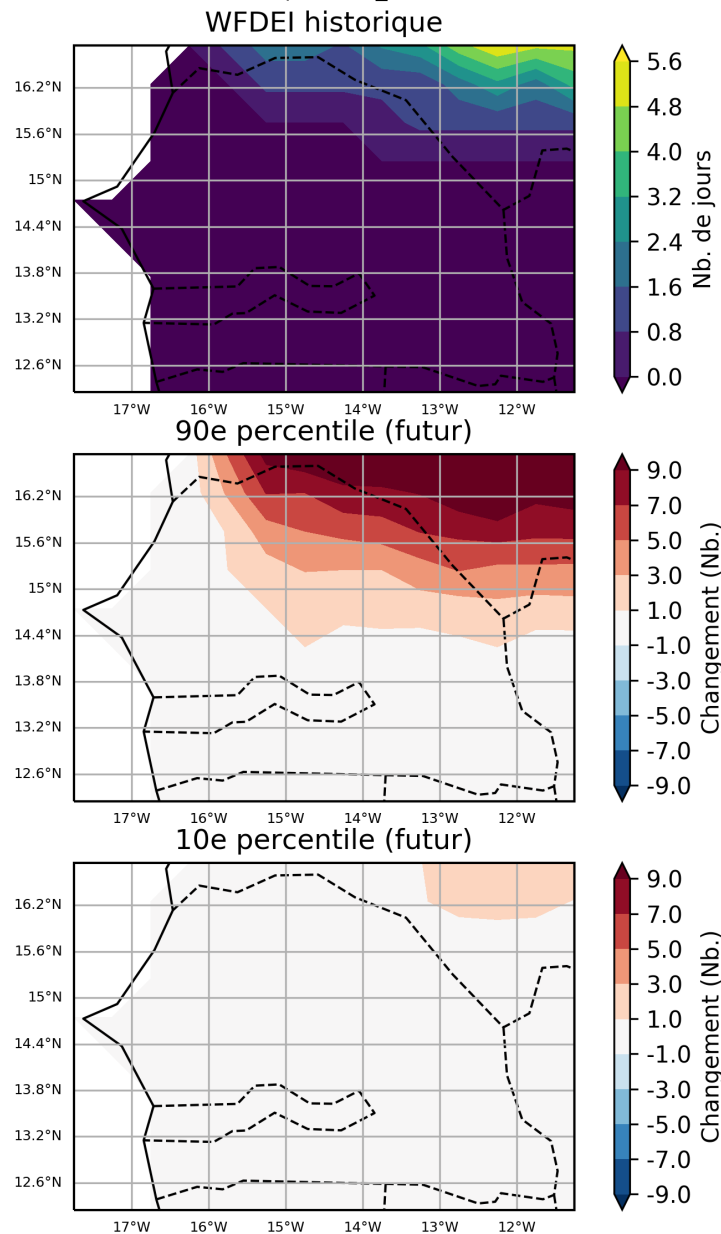 WFDEI historique
16.2°N
15.6°N
15°N
14.4°N
13.8°N
13.2°N
12.6°N
17°W 16°W 15°W 14°W 13°W 12°W
5.6
4.8
4.0
3.2
2.4
1.6
0.8
0.0
Nb. de jours
90e percentile (futur)
16.2°N
15.6°N
15°N
14.4°N
13.8°N
13.2°N
12.6°N
17°W 16°W 15°W 14°W 13°W 12°W
9.0
7.0
5.0
3.0
1.0
-1.0
-3.0
-5.0
-7.0
-9.0
Changement (Nb.)
10e percentile (futur)
16.2°N
15.6°N
15°N
14.4°N
13.8°N
13.2°N
12.6°N
17°W 16°W 15°W 14°W 13°W 12°W
9.0
7.0
5.0
3.0
1.0
-1.0
-3.0
-5.0
-7.0
-9.0
Changement (Nb.)